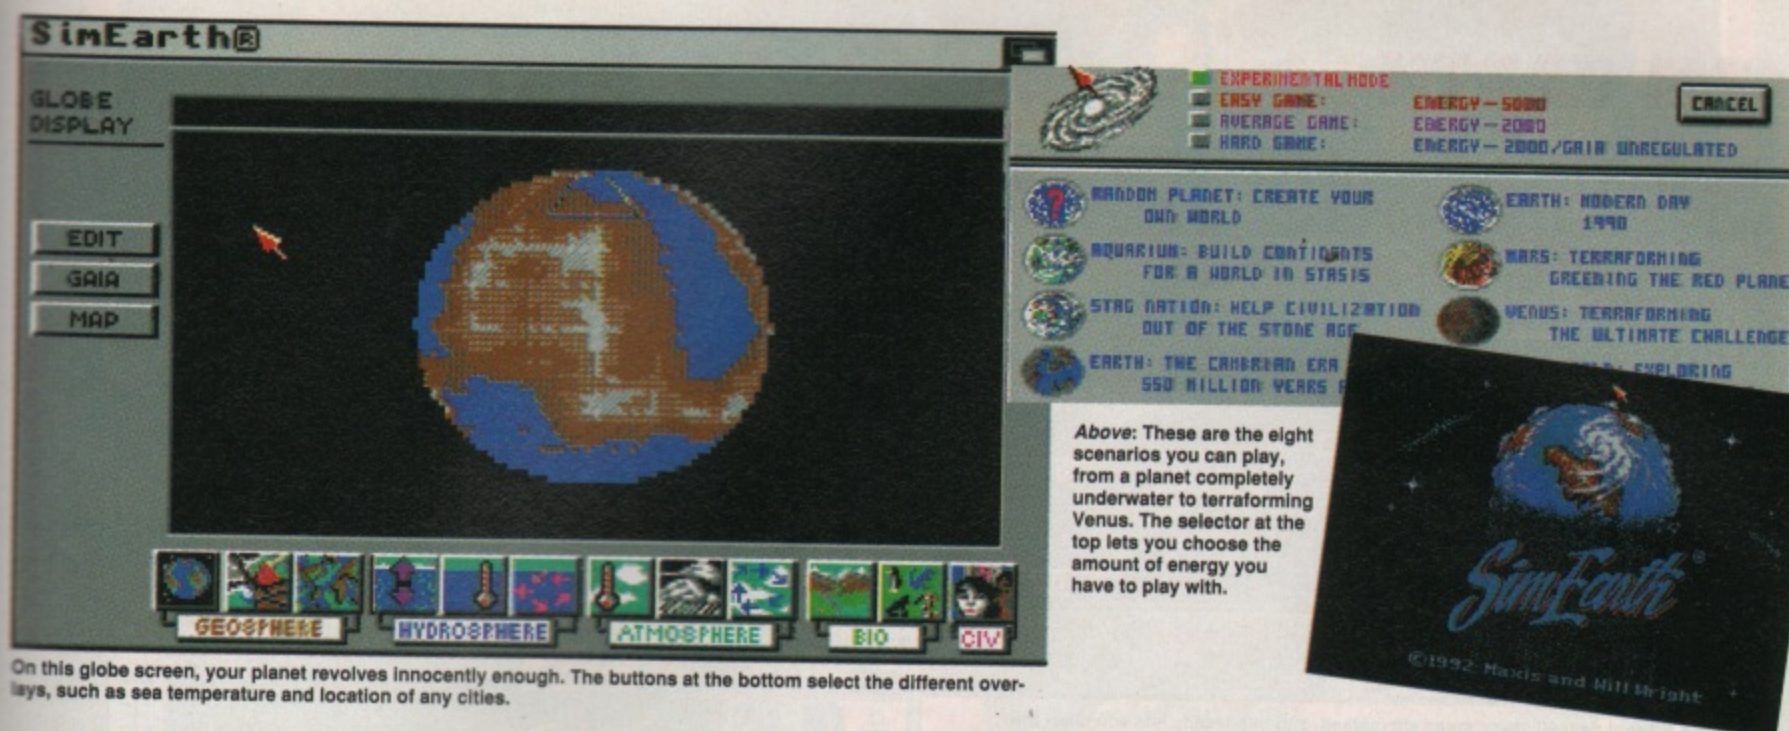 SimEarth®
GLOBE
DISPLAY
EDIT
GAIA
MAP
GEOSPHERE
HYDROSPHERE
ATMOSPHERE
BIO
CIV
On this globe screen, your planet revolves innocently enough. The buttons at the bottom select the different over-
lays, such as sea temperature and location of any cities.
EXPERIMENTAL MODE
EASY GAME: ENERGY - 5000
AVERAGE GAME: ENERGY - 2000
HARD GAME: ENERGY - 2000/GAIA UNREGULATED
CANCEL
RANDOM PLANET: CREATE YOUR
OWN WORLD
AQUARIUM: BUILD CONTINENTS
FOR A WORLD IN STASIS
STAG NATION: HELP CIVILIZATION
OUT OF THE STONE AGE
EARTH: THE CAMBRIAN ERA
550 MILLION YEARS
EARTH: MODERN DAY
1990
MARS: TERRAFORMING
GREENING THE RED PLANE
VENUS: TERRAFORMING
THE ULTIMATE CHALLENGE
EXPLORING
Above: These are the eight
scenarios you can play,
from a planet completely
underwater to terraforming
Venus. The selector at the
top lets you choose the
amount of energy you
have to play with.
SimEarth®
©1992 Maxis and Will Wright